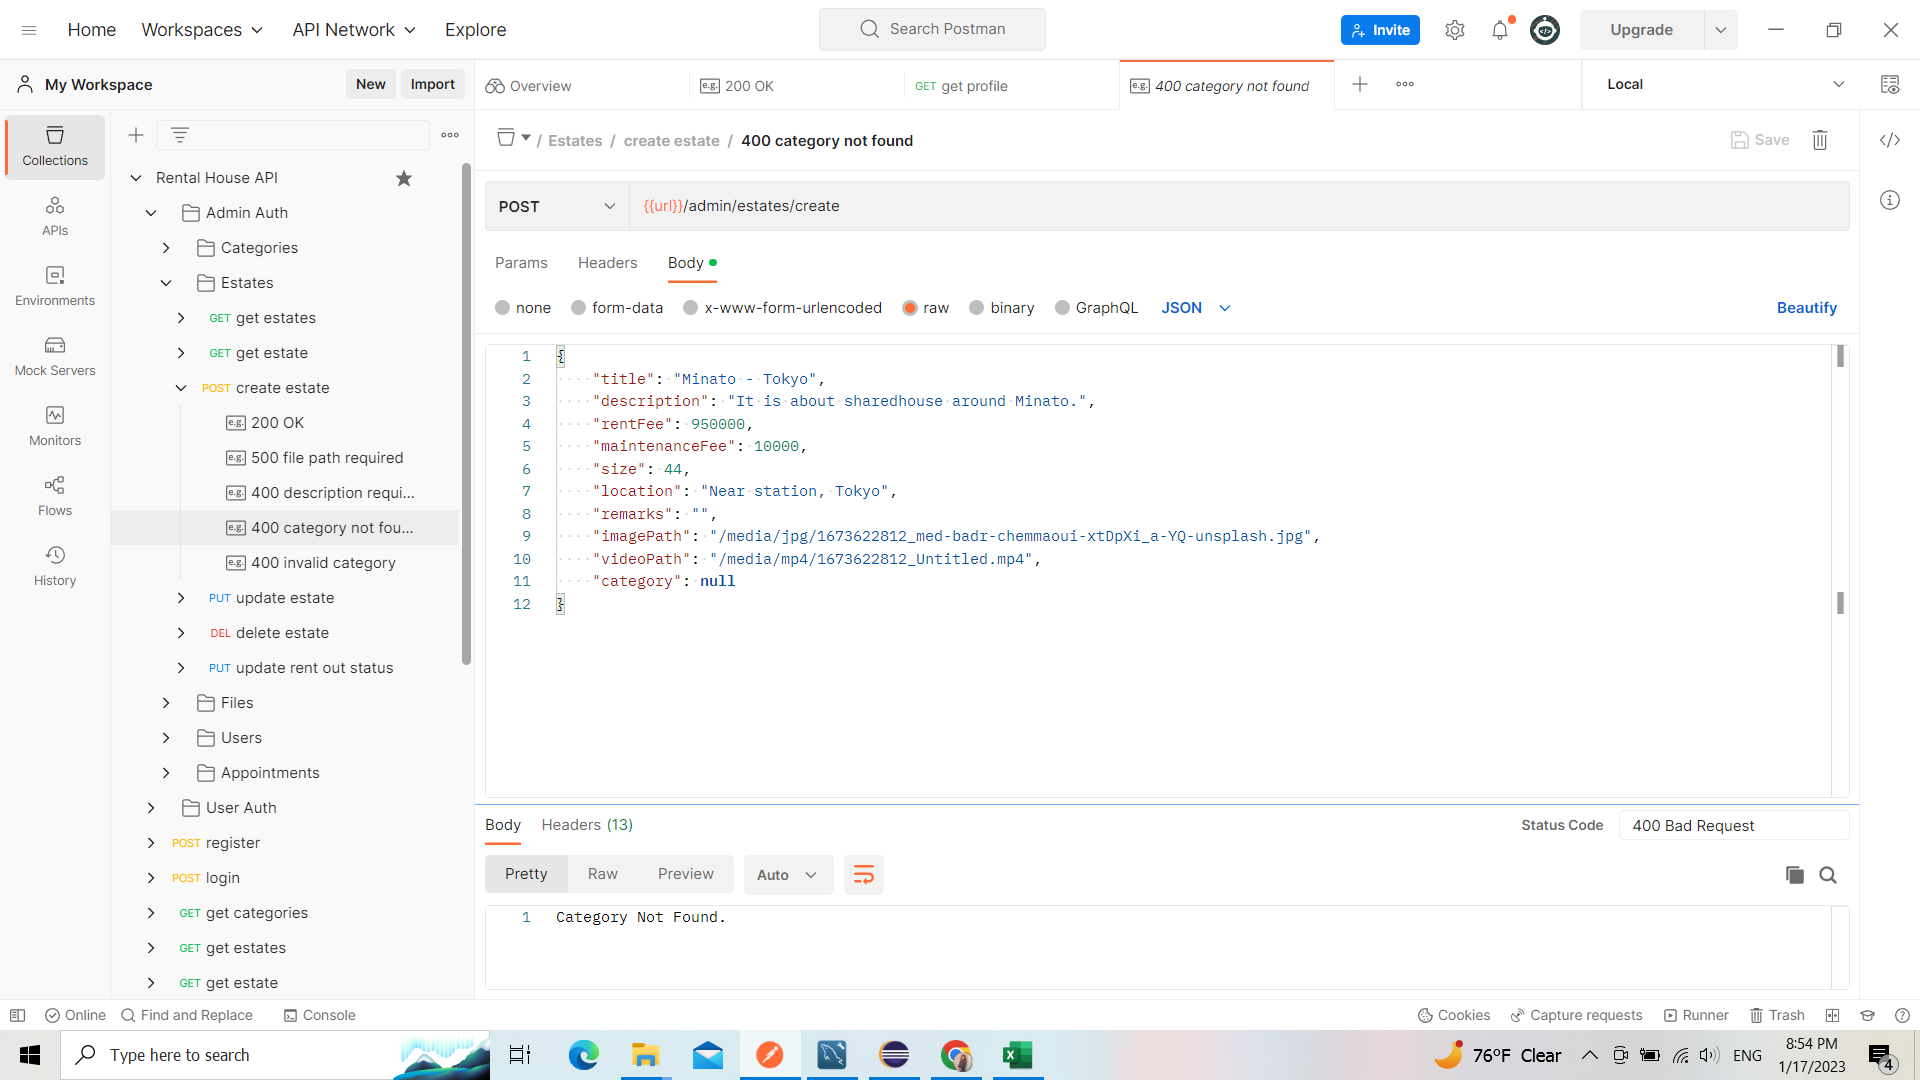 Home Workspaces API Network Explore Search Postman Invite Upgrade
My Workspace New Import Overview e.g. 200 OK GET get profile e.g. 400 category not found Local
Collections
APIs
Environments
Mock Servers
Monitors
Flows
History
Rental House API
Admin Auth
Categories
Estates
GET get estates
GET get estate
POST create estate
e.g. 200 OK
e.g. 500 file path required
e.g. 400 description requi...
e.g. 400 category not fou...
e.g. 400 invalid category
PUT update estate
DEL delete estate
PUT update rent out status
Files
Users
Appointments
User Auth
POST register
POST login
GET get categories
GET get estates
GET get estate
/ Estates / create estate / 400 category not found Save
POST {{url}}/admin/estates/create
Params Headers Body
none form-data x-www-form-urlencoded raw binary GraphQL JSON Beautify
1 {
2 "title": "Minato - Tokyo",
3 "description": "It is about sharedhouse around Minato.",
4 "rentFee": 950000,
5 "maintenanceFee": 10000,
6 "size": 44,
7 "location": "Near station, Tokyo",
8 "remarks": "",
9 "imagePath": "/media/jpg/1673622812_med-badr-chemmaoui-xtDpXi_a-YQ-unsplash.jpg",
10 "videoPath": "/media/mp4/1673622812_Untitled.mp4",
11 "category": null
12 }
Body Headers (13) Status Code 400 Bad Request
Pretty Raw Preview Auto
1 Category Not Found.
Online Find and Replace Console Cookies Capture requests Runner Trash
Type here to search 76°F Clear ENG 8:54 PM
1/17/2023 4